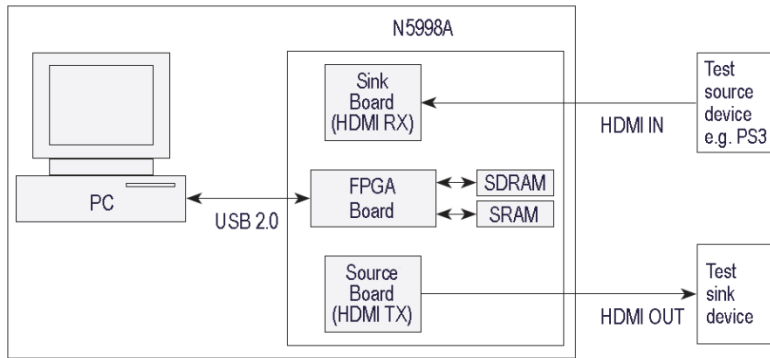 N5998A
Sink
Board
(HDMI RX)
Test
source
device
e.g. PS3
HDMI IN
FPGA
Board
SDRAM
SRAM
PC
USB 2.0
Source
Board
(HDMI TX)
Test
sink
device
HDMI OUT